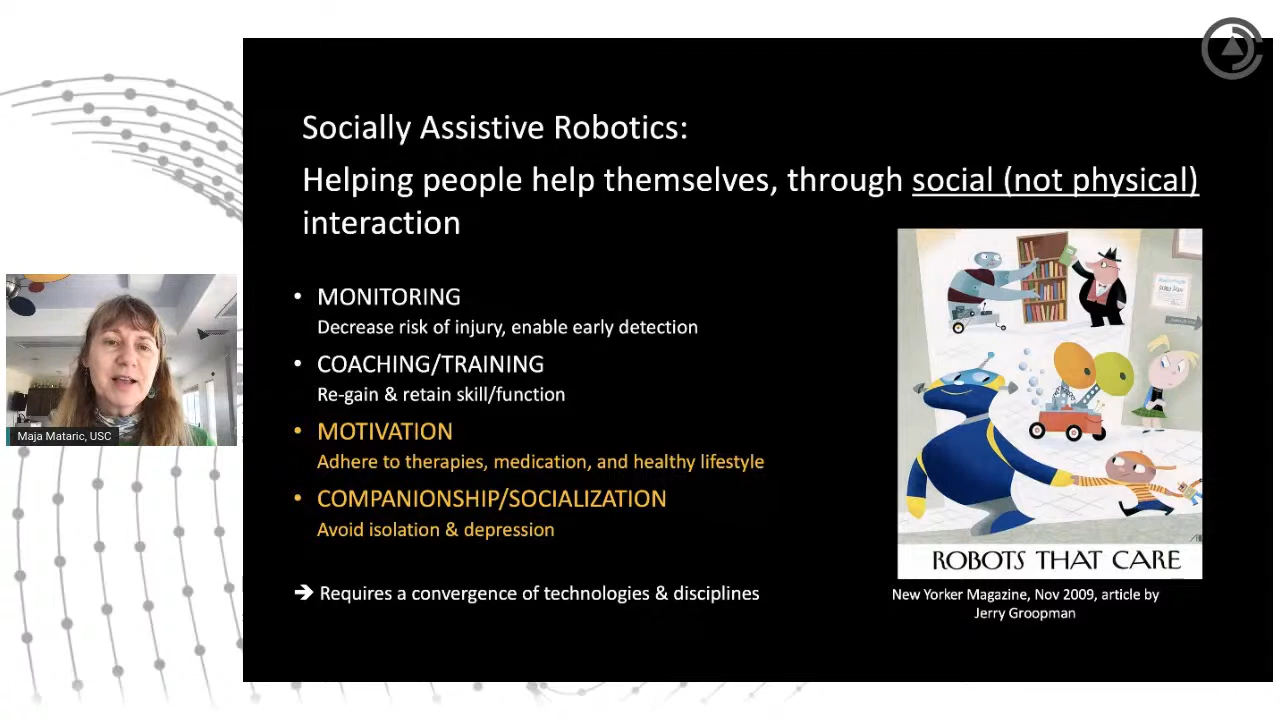 Socially Assistive Robotics:
Helping people help themselves, through social (not physical)
interaction
• MONITORING
Decrease risk of injury, enable early detection
• COACHING/TRAINING
Re-gain & retain skill/function
• MOTIVATION
Adhere to therapies, medication, and healthy lifestyle
• COMPANIONSHIP/SOCIALIZATION
Avoid isolation & depression
➔ Requires a convergence of technologies & disciplines
ROBOTS THAT CARE
New Yorker Magazine, Nov 2009, article by
Jerry Groopman
Maja Mataric, USC